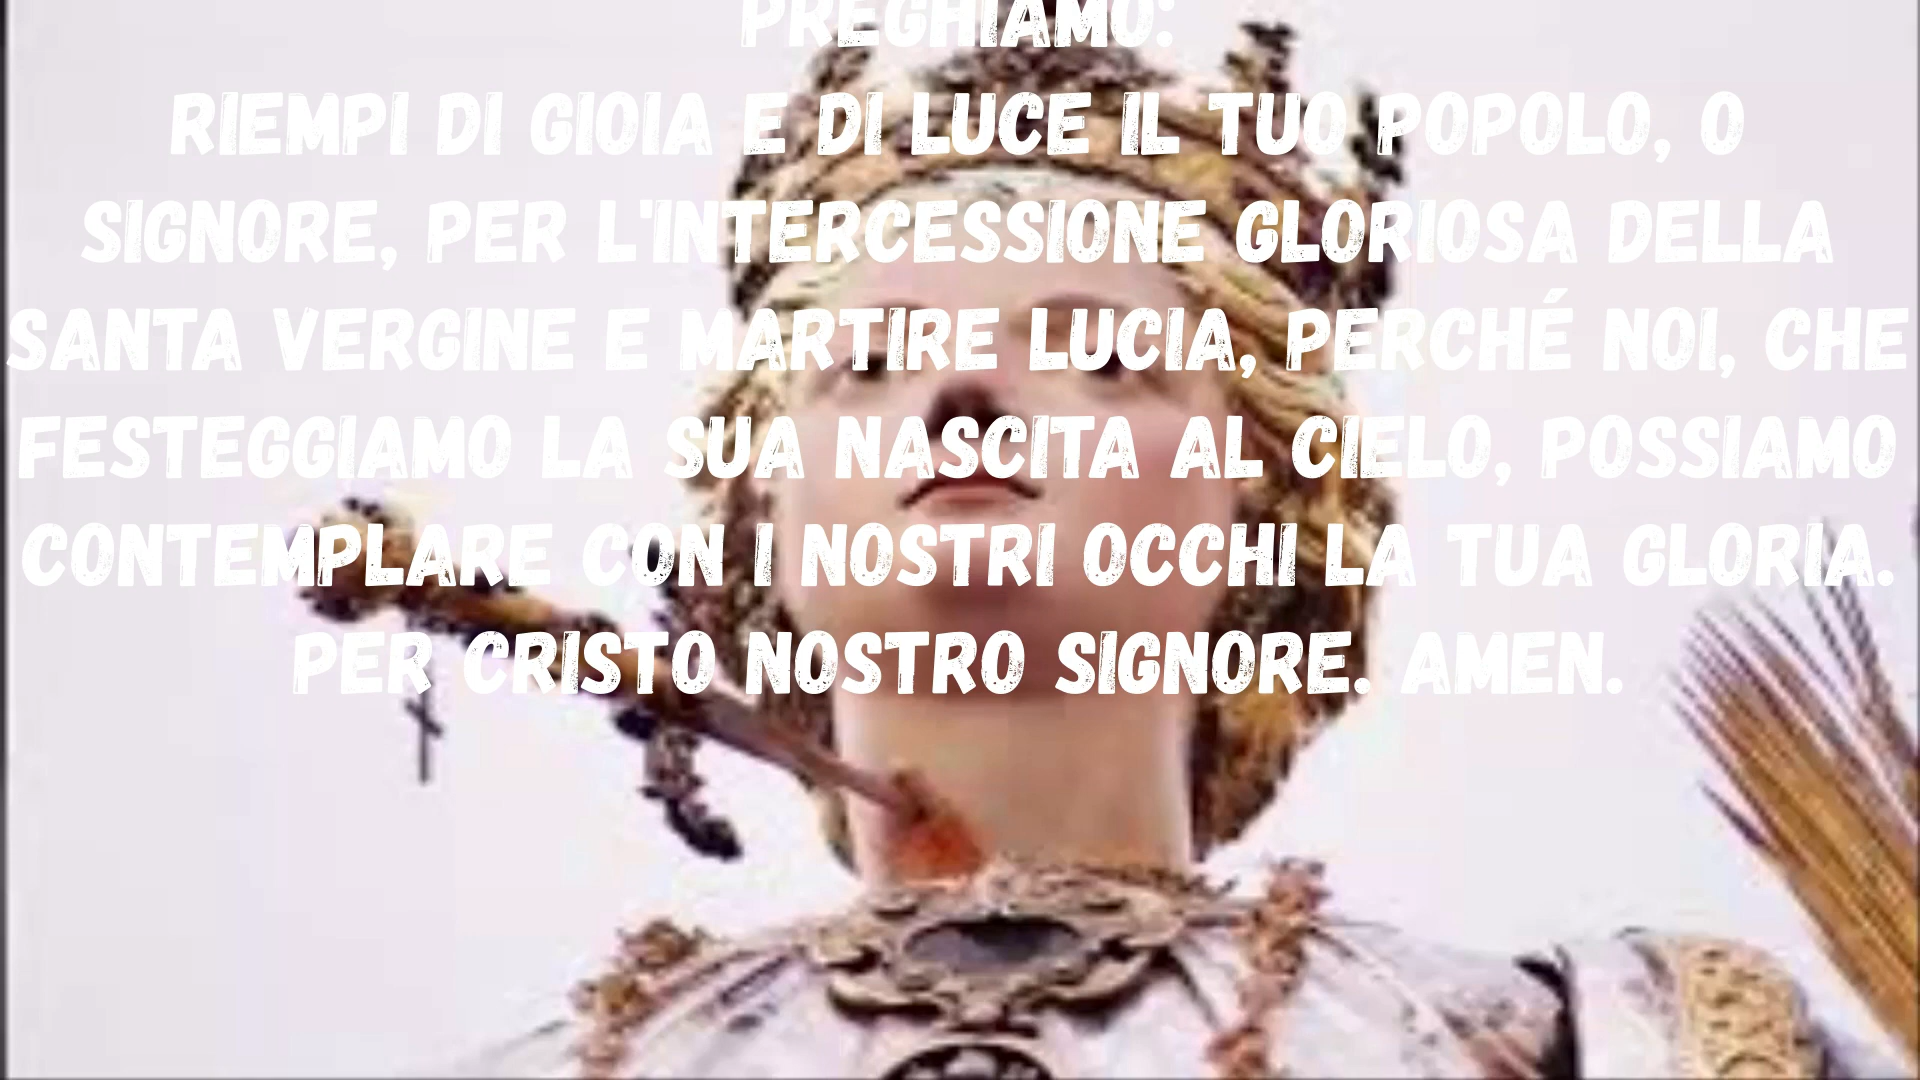 PREGHIAMO:
RIEMPI DI GIOIA E DI LUCE IL TUO POPOLO, O
SIGNORE, PER L'INTERCESSIONE GLORIOSA DELLA
SANTA VERGINE E MARTIRE LUCIA, PERCHÉ NOI, CHE
FESTEGGIAMO LA SUA NASCITA AL CIELO, POSSIAMO
CONTEMPLARE CON I NOSTRI OCCHI LA TUA GLORIA.
PER CRISTO NOSTRO SIGNORE. AMEN.